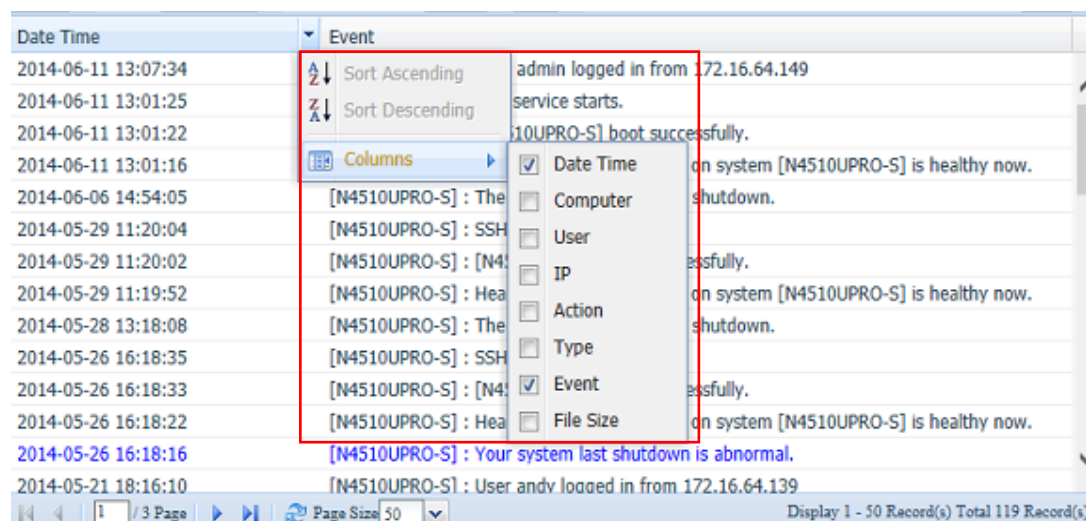 Date Time Event
2014-06-11 13:07:34 admin logged in from 172.16.64.149
Sort Ascending
2014-06-11 13:01:25 service starts.
Sort Descending
2014-06-11 13:01:22 510UPRO-S] boot successfully.
Columns
2014-06-11 13:01:16 on system [N4510UPRO-S] is healthy now.
Date Time
2014-06-06 14:54:05 [N4510UPRO-S] : The shutdown.
Computer
2014-05-29 11:20:04 [N4510UPRO-S] : SSH
User
2014-05-29 11:20:02 [N4510UPRO-S] : [N4 essfully.
IP
2014-05-29 11:19:52 [N4510UPRO-S] : Hea on system [N4510UPRO-S] is healthy now.
Action
2014-05-28 13:18:08 [N4510UPRO-S] : The shutdown.
Type
2014-05-26 16:18:35 [N4510UPRO-S] : SSH
Event
2014-05-26 16:18:33 [N4510UPRO-S] : [N4 essfully.
File Size
2014-05-26 16:18:22 [N4510UPRO-S] : Hea on system [N4510UPRO-S] is healthy now.
2014-05-26 16:18:16 [N4510UPRO-S] : Your system last shutdown is abnormal.
2014-05-21 18:16:10 [N4510UPRO-S] : User andy logged in from 172.16.64.139
1 / 3 Page Page Size 50 Display 1 - 50 Record(s) Total 119 Record(s)